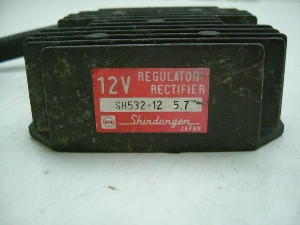 12V REGULATOR
RECTIFIER
SH532-12 5.7
Shindengen
JAPAN